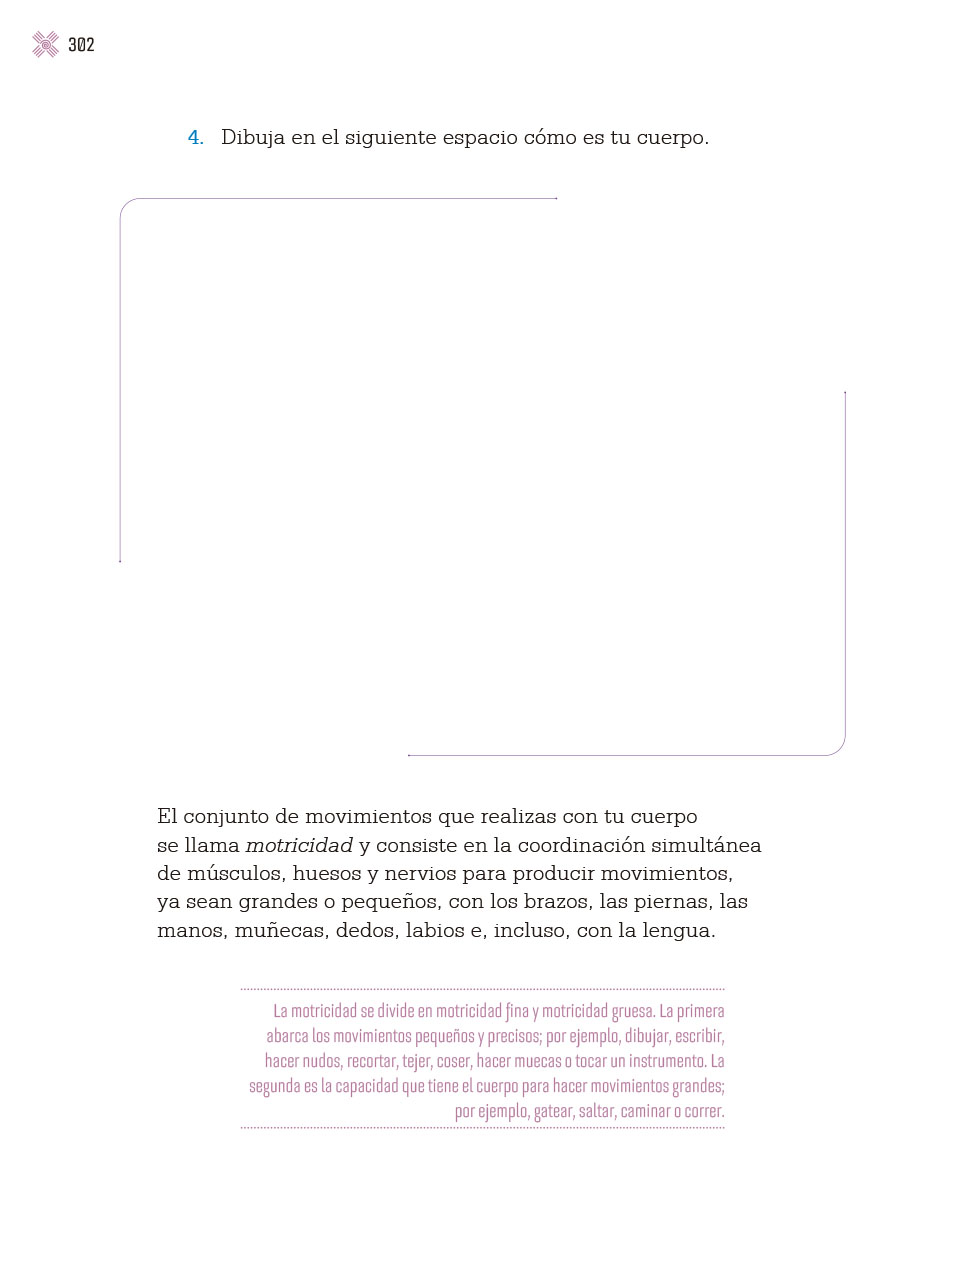 302
4. Dibuja en el siguiente espacio cómo es tu cuerpo.
El conjunto de movimientos que realizas con tu cuerpo
se llama motricidad y consiste en la coordinación simultánea
de músculos, huesos y nervios para producir movimientos,
ya sean grandes o pequeños, con los brazos, las piernas, las
manos, muñecas, dedos, labios e, incluso, con la lengua.
La motricidad se divide en motricidad fina y motricidad gruesa. La primera
abarca los movimientos pequeños y precisos; por ejemplo, dibujar, escribir,
hacer nudos, recortar, tejer, coser, hacer muecas o tocar un instrumento. La
segunda es la capacidad que tiene el cuerpo para hacer movimientos grandes;
por ejemplo, gatear, saltar, caminar o correr.